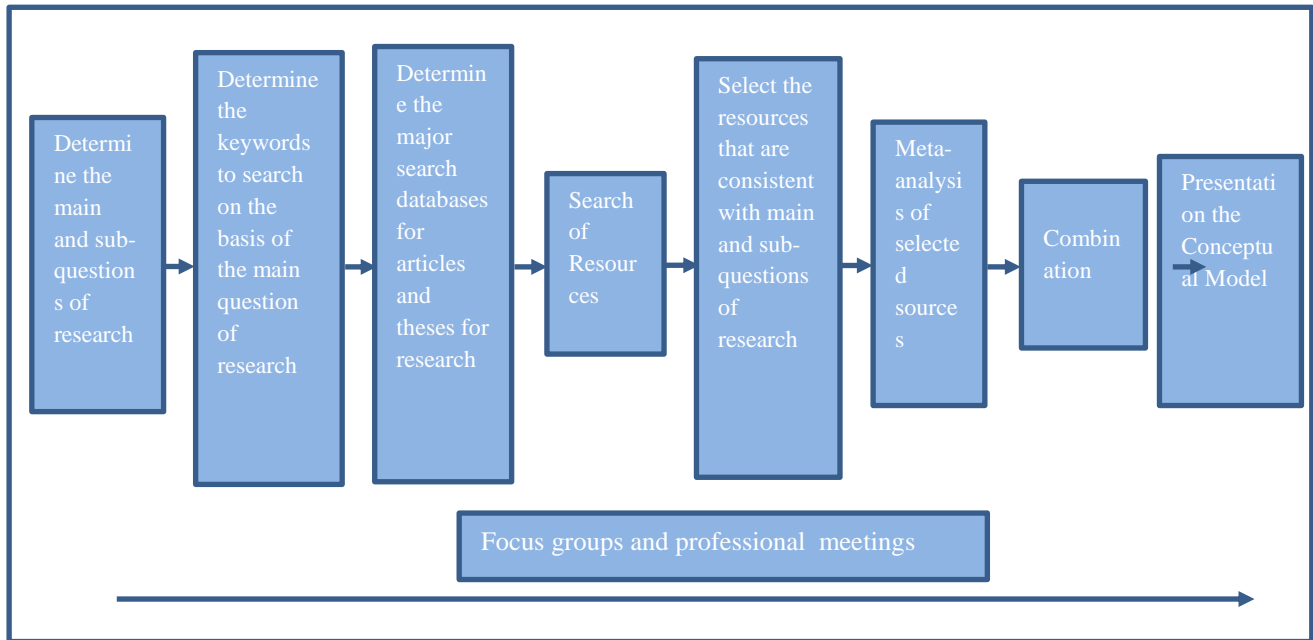 Determi
ne the
main
and sub-
question
s of
research
Determine
the
keywords
to search
on the
basis of
the main
question
of
research
Determin
e the
major
search
databases
for
articles
and
theses for
research
Search
of
Resour
ces
Select the
resources
that are
consistent
with main
and sub-
questions
of
research
Meta-
analysi
s of
selecte
d
source
s
Combin
ation
Presentati
on the
Conceptu
al Model
Focus groups and professional meetings